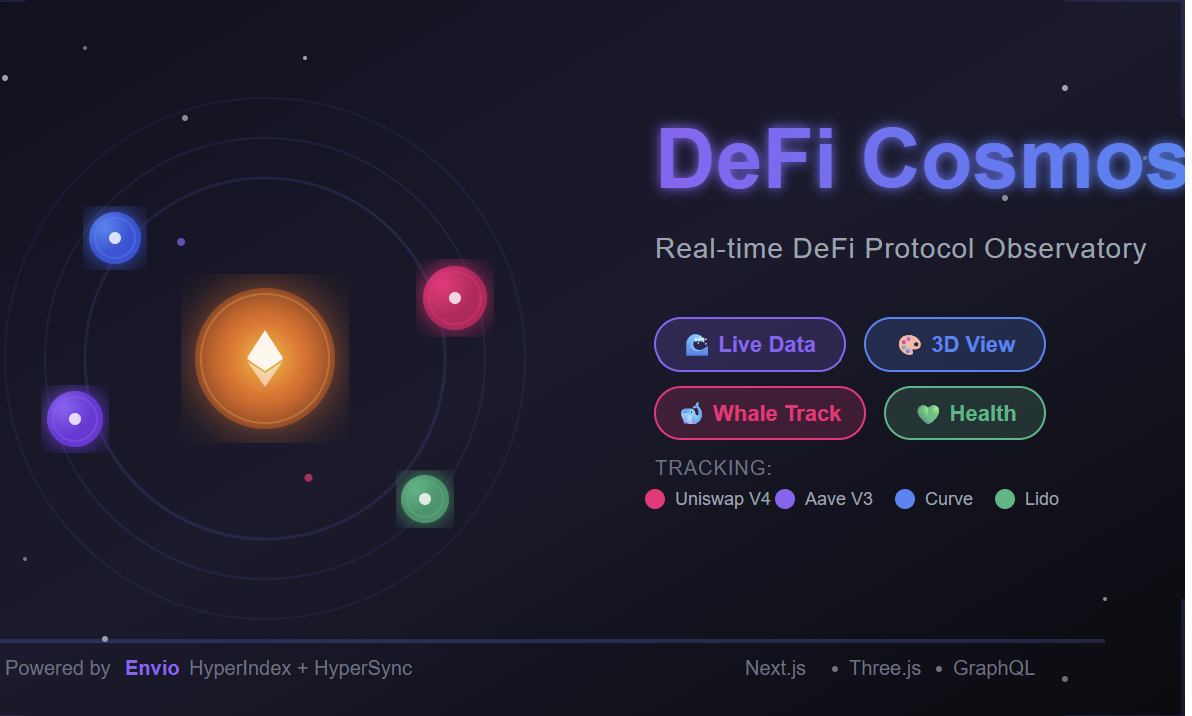 DeFi Cosmos
Real-time DeFi Protocol Observatory
Live Data
3D View
Whale Track
Health
TRACKING:
Uniswap V4 Aave V3 Curve Lido
Powered by Envio HyperIndex + HyperSync
Next.js • Three.js • GraphQL